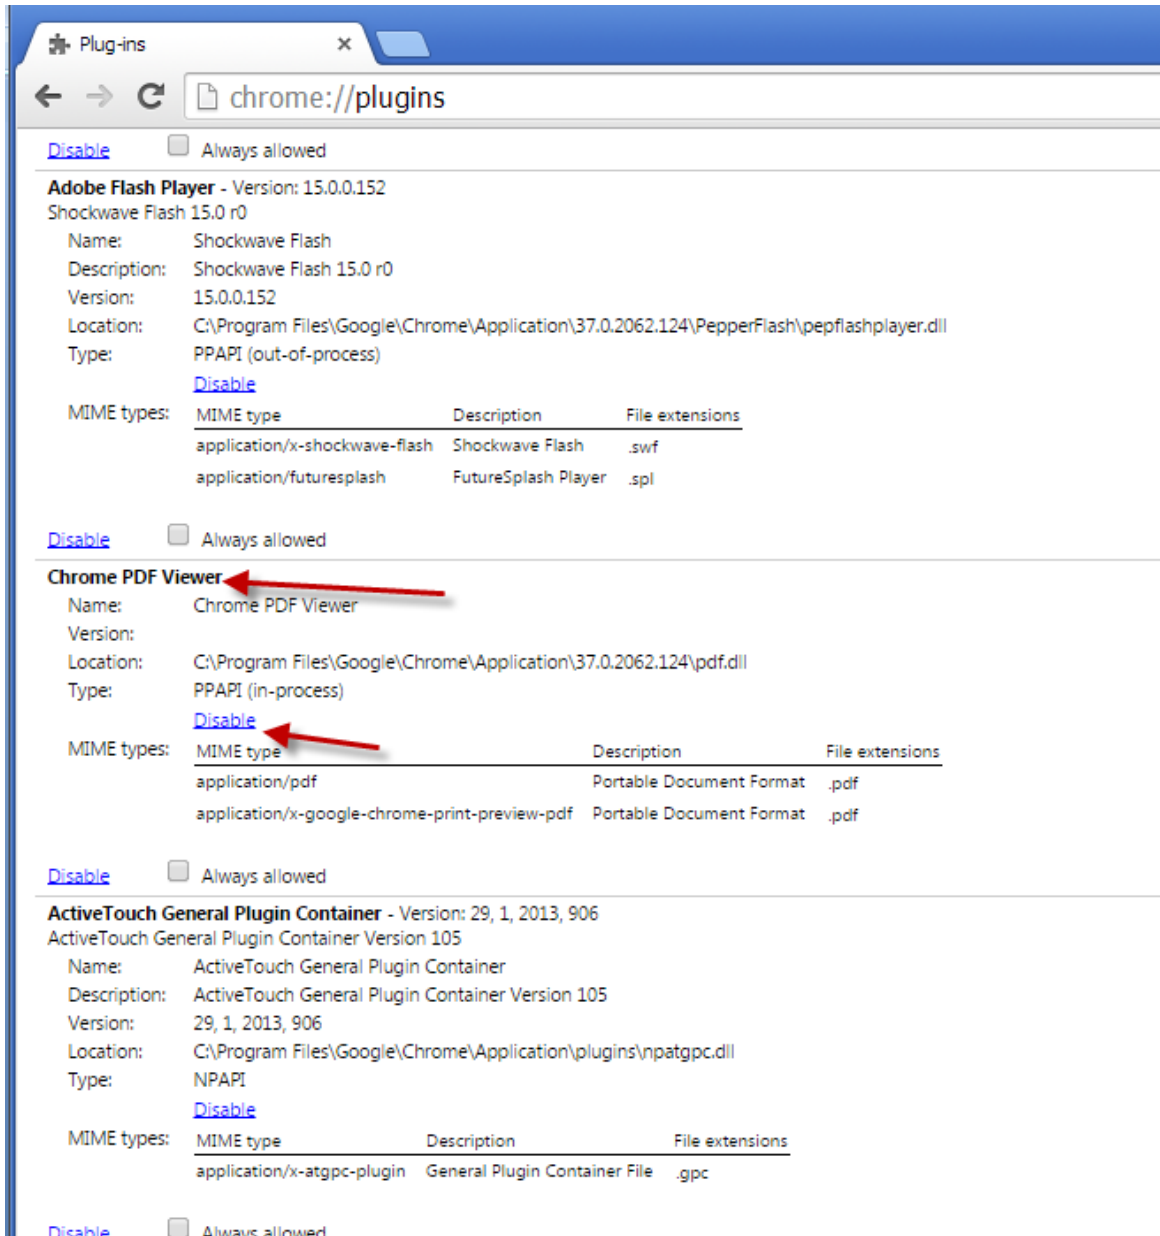 Plug-ins
chrome://plugins
Disable Always allowed
Adobe Flash Player - Version: 15.0.0.152
Shockwave Flash 15.0 r0
Name: Shockwave Flash
Description: Shockwave Flash 15.0 r0
Version: 15.0.0.152
Location: C:\Program Files\Google\Chrome\Application\37.0.2062.124\PepperFlash\pepflashplayer.dll
Type: PPAPI (out-of-process)
Disable
MIME types: MIME type Description File extensions
application/x-shockwave-flash Shockwave Flash .swf
application/futuresplash FutureSplash Player .spl
Disable Always allowed
Chrome PDF Viewer
Name: Chrome PDF Viewer
Version:
Location: C:\Program Files\Google\Chrome\Application\37.0.2062.124\pdf.dll
Type: PPAPI (in-process)
Disable
MIME types: MIME type Description File extensions
application/pdf Portable Document Format .pdf
application/x-google-chrome-print-preview-pdf Portable Document Format .pdf
Disable Always allowed
ActiveTouch General Plugin Container - Version: 29, 1, 2013, 906
ActiveTouch General Plugin Container Version 105
Name: ActiveTouch General Plugin Container
Description: ActiveTouch General Plugin Container Version 105
Version: 29, 1, 2013, 906
Location: C:\Program Files\Google\Chrome\Application\plugins\npatgpc.dll
Type: NPAPI
Disable
MIME types: MIME type Description File extensions
application/x-atgpc-plugin General Plugin Container File .gpc
Disable Always allowed